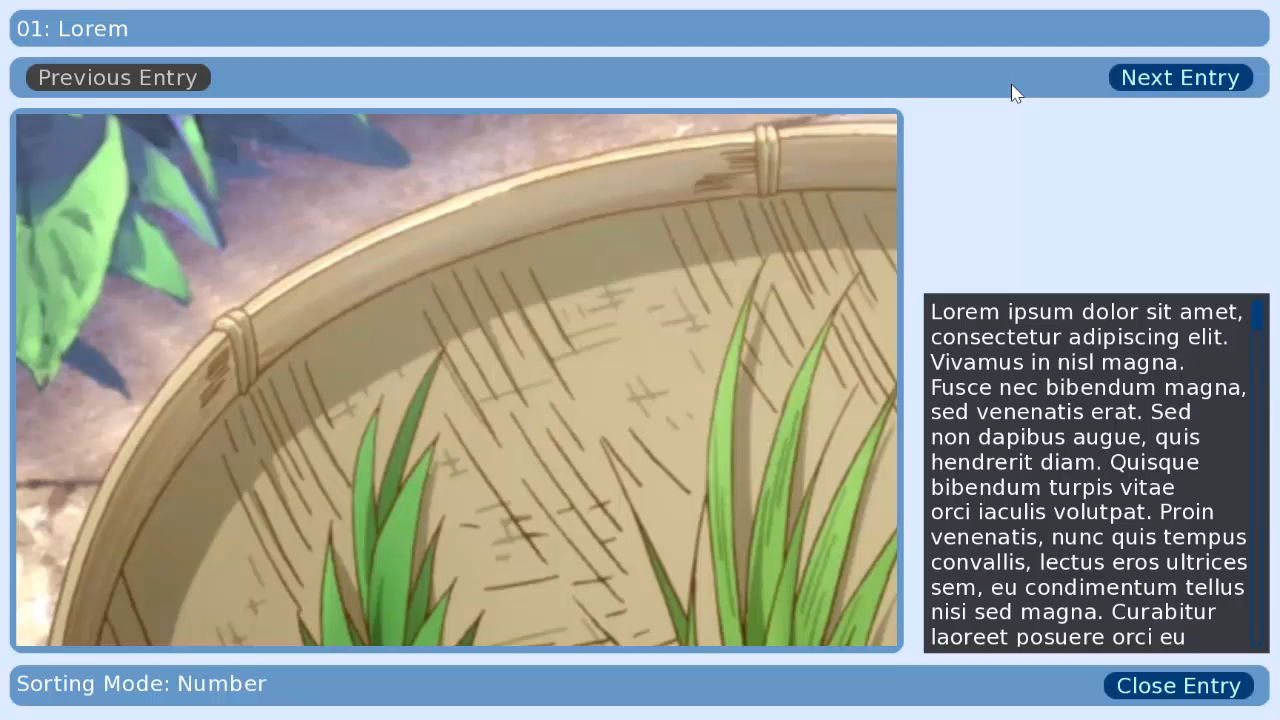 01: Lorem
Previous Entry
Next Entry
Lorem ipsum dolor sit amet,
consectetur adipiscing elit.
Vivamus in nisl magna.
Fusce nec bibendum magna,
sed venenatis erat. Sed
non dapibus augue, quis
hendrerit diam. Quisque
bibendum turpis vitae
orci iaculis volutpat. Proin
venenatis, nunc quis tempus
convallis, lectus eros ultrices
sem, eu condimentum tellus
nisi sed magna. Curabitur
laoreet posuere orci eu
Sorting Mode: Number
Close Entry